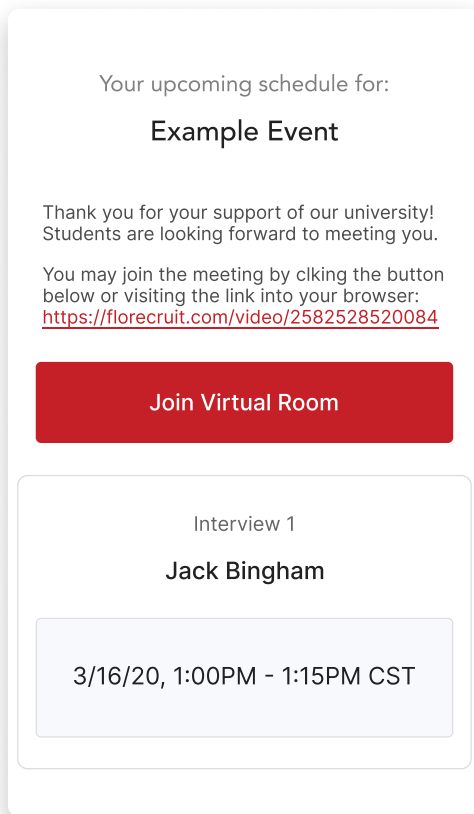 Your upcoming schedule for:
Example Event
Thank you for your support of our university!
Students are looking forward to meeting you.
You may join the meeting by clking the button
below or visiting the link into your browser:
https://florecruit.com/video/2582528520084
Join Virtual Room
Interview 1
Jack Bingham
3/16/20, 1:00PM - 1:15PM CST